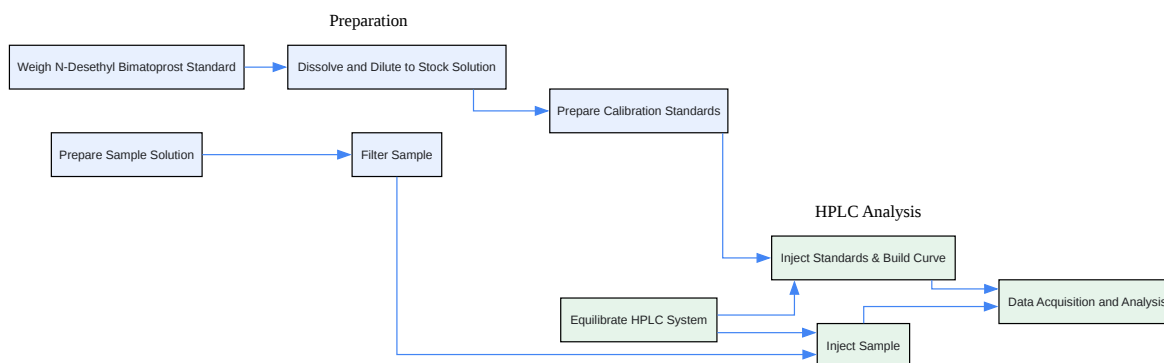 Preparation
Weigh N-Desethyl Bimatoprost Standard
Dissolve and Dilute to Stock Solution
Prepare Calibration Standards
Prepare Sample Solution
Filter Sample
HPLC Analysis
Inject Standards & Build Curve
Data Acquisition and Analysis
Equilibrate HPLC System
Inject Sample